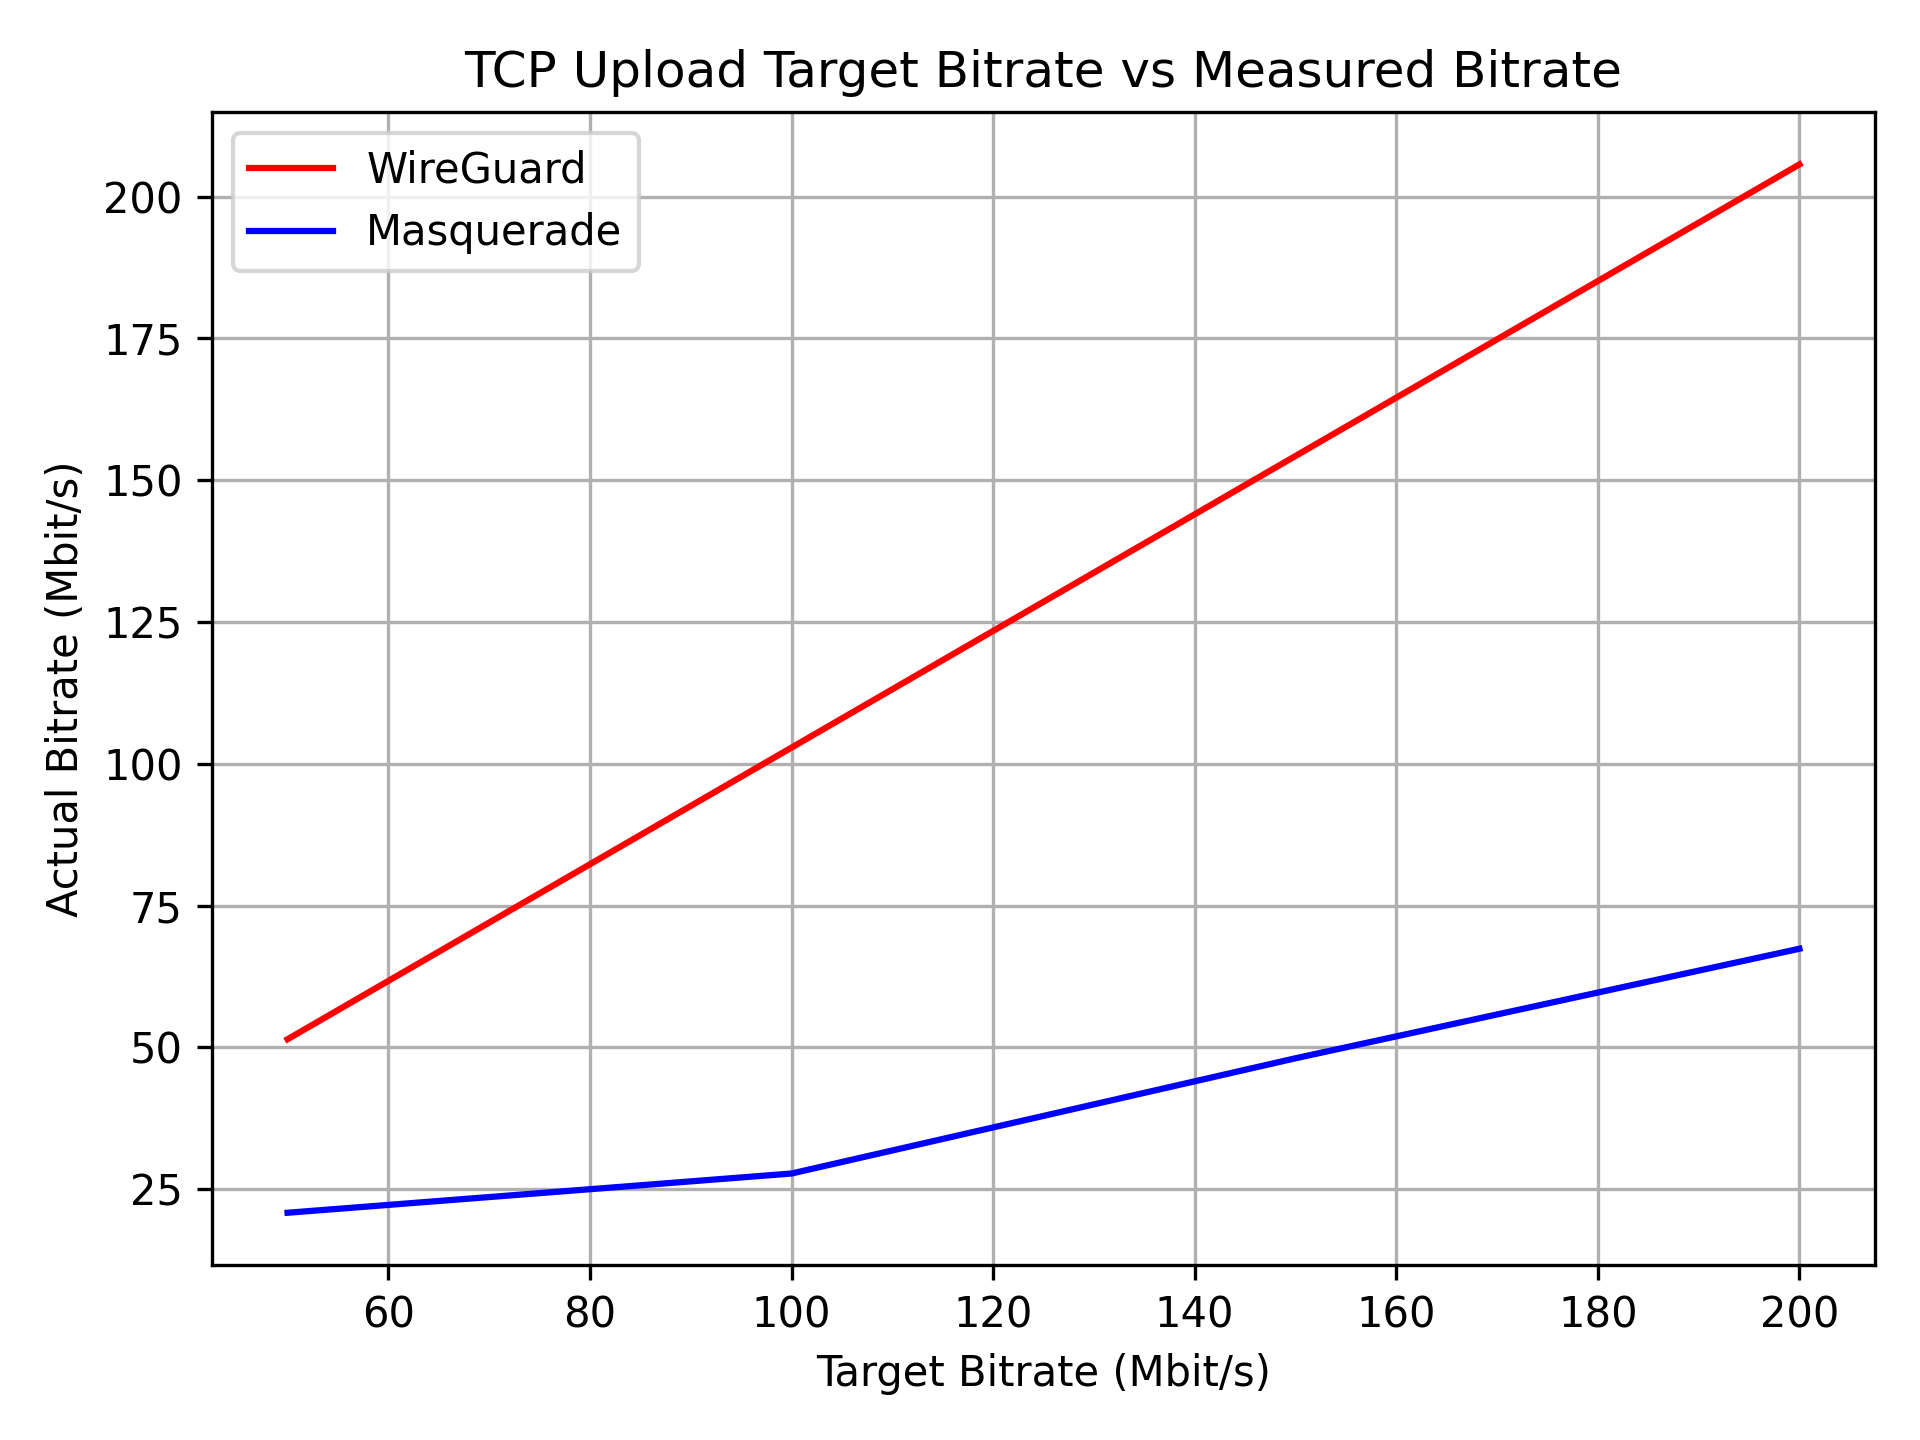 TCP Upload Target Bitrate vs Measured Bitrate
WireGuard
Masquerade
Actual Bitrate (Mbit/s)
200
175
150
125
100
75
50
25
60 80 100 120 140 160 180 200
Target Bitrate (Mbit/s)